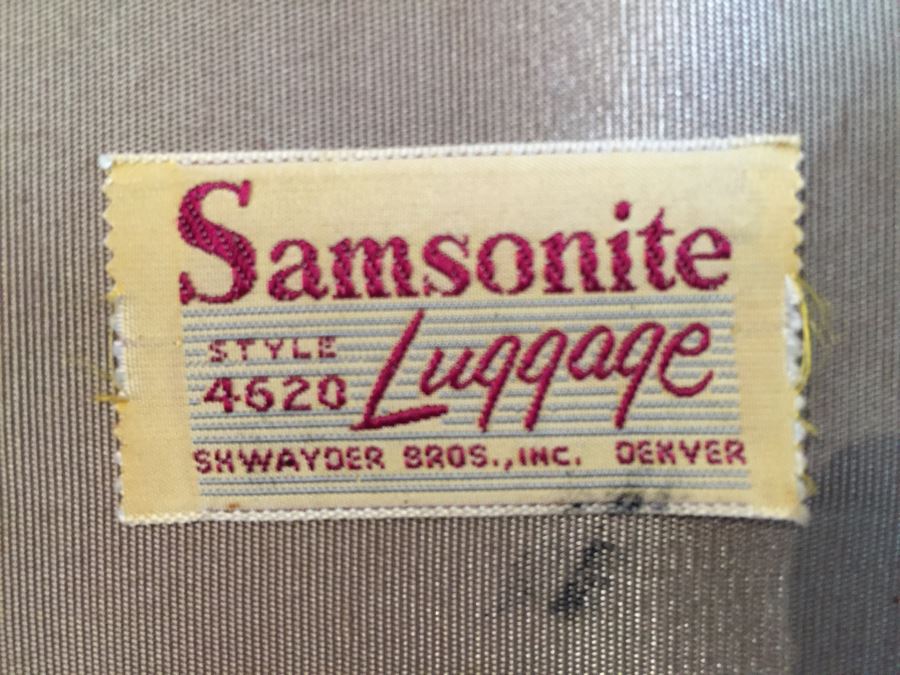 Samsonite
Luggage
STYLE
4620
SHWAYDER BROS., INC. DENVER